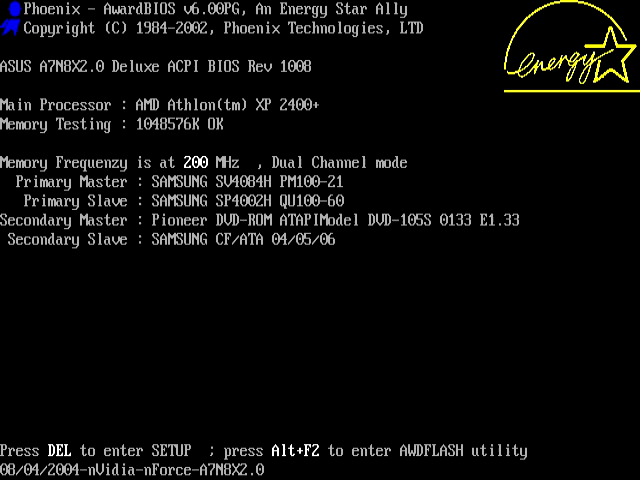 Phoenix - AwardBIOS v6.00PG, An Energy Star Ally
Copyright (C) 1984-2002, Phoenix Technologies, LTD
energy
ASUS A7N8X2.0 Deluxe ACPI BIOS Rev 1008
Main Processor : AMD Athlon(tm) XP 2400+
Memory Testing : 1048576K OK
Memory Frequenzy is at 200 MHz , Dual Channel mode
Primary Master : SAMSUNG SV4084H PM100-21
Primary Slave : SAMSUNG SP4002H QU100-60
Secondary Master : Pioneer DVD-ROM ATAPIModel DVD-105S 0133 E1.33
Secondary Slave : SAMSUNG CF/ATA 04/05/06
Press DEL to enter SETUP ; press Alt+F2 to enter AWDFLASH utility
08/04/2004-nVidia-nForce-A7N8X2.0